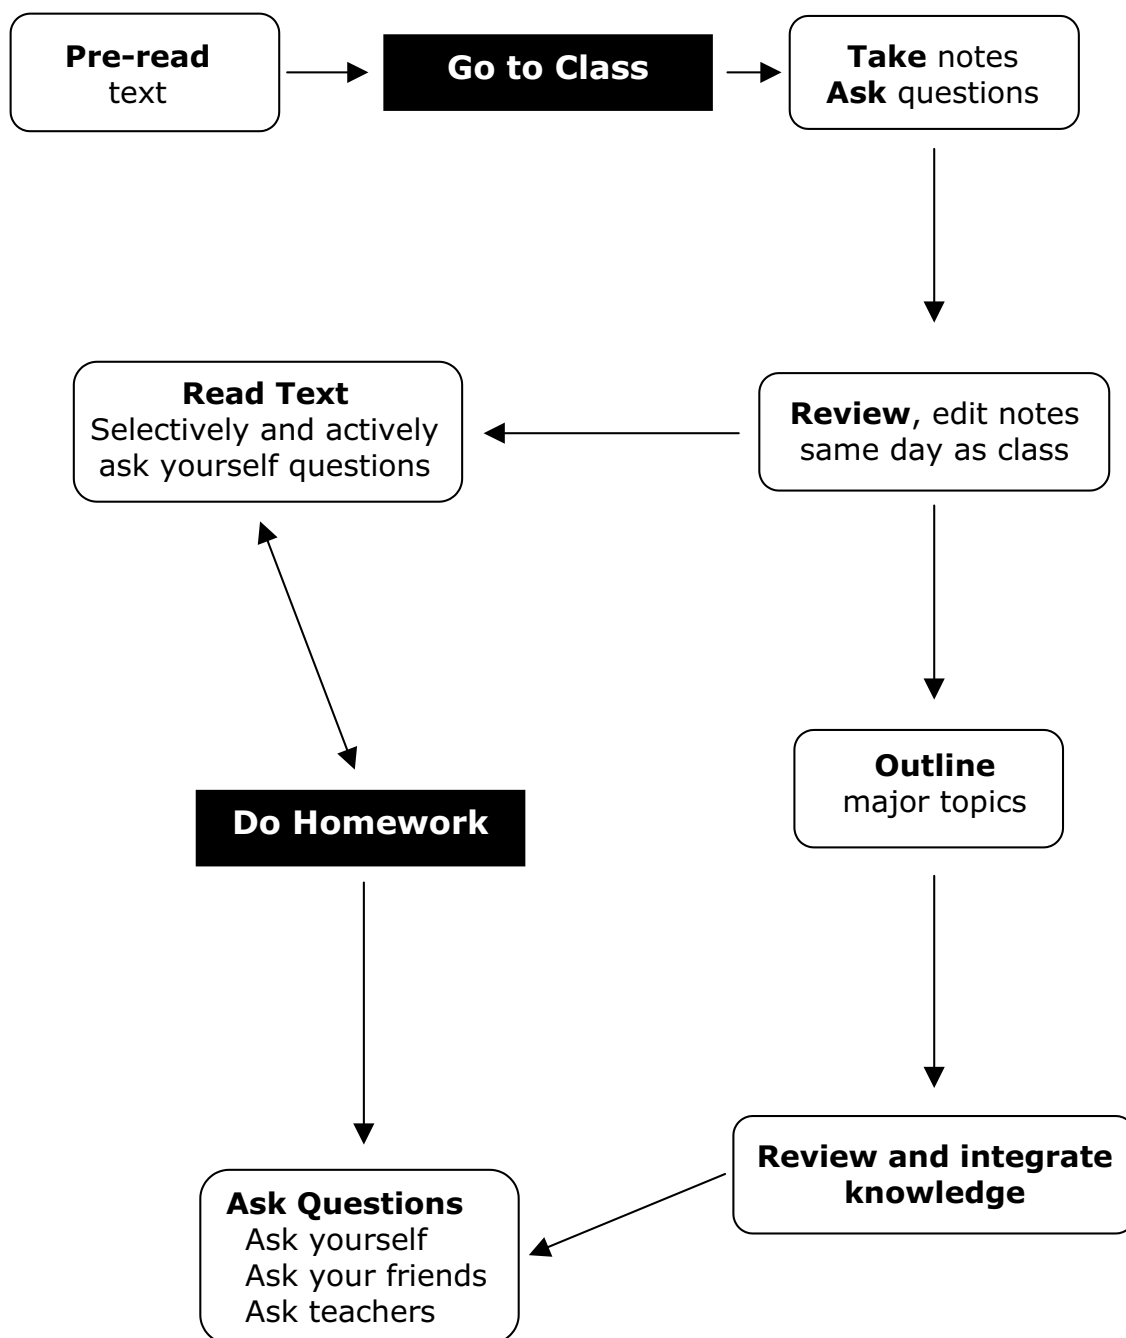 Pre-read
text
Go to Class
Take notes
Ask questions
Read Text
Selectively and actively
ask yourself questions
Review, edit notes
same day as class
Do Homework
Outline
major topics
Ask Questions
Ask yourself
Ask your friends
Ask teachers
Review and integrate
knowledge